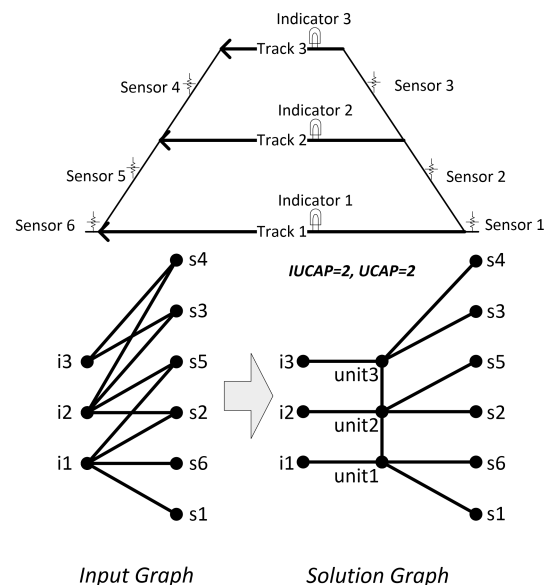 Indicator 3
Track 3
Sensor 4
Sensor 3
Indicator 2
Track 2
Sensor 5
Sensor 2
Indicator 1
Sensor 6
Track 1
Sensor 1
IUCAP=2, UCAP=2
s4
s3
i3
s5
i2
s2
i1
s6
s1
s4
s3
i3
unit3
s5
i2
unit2
s2
i1
unit1
s6
s1
Input Graph
Solution Graph